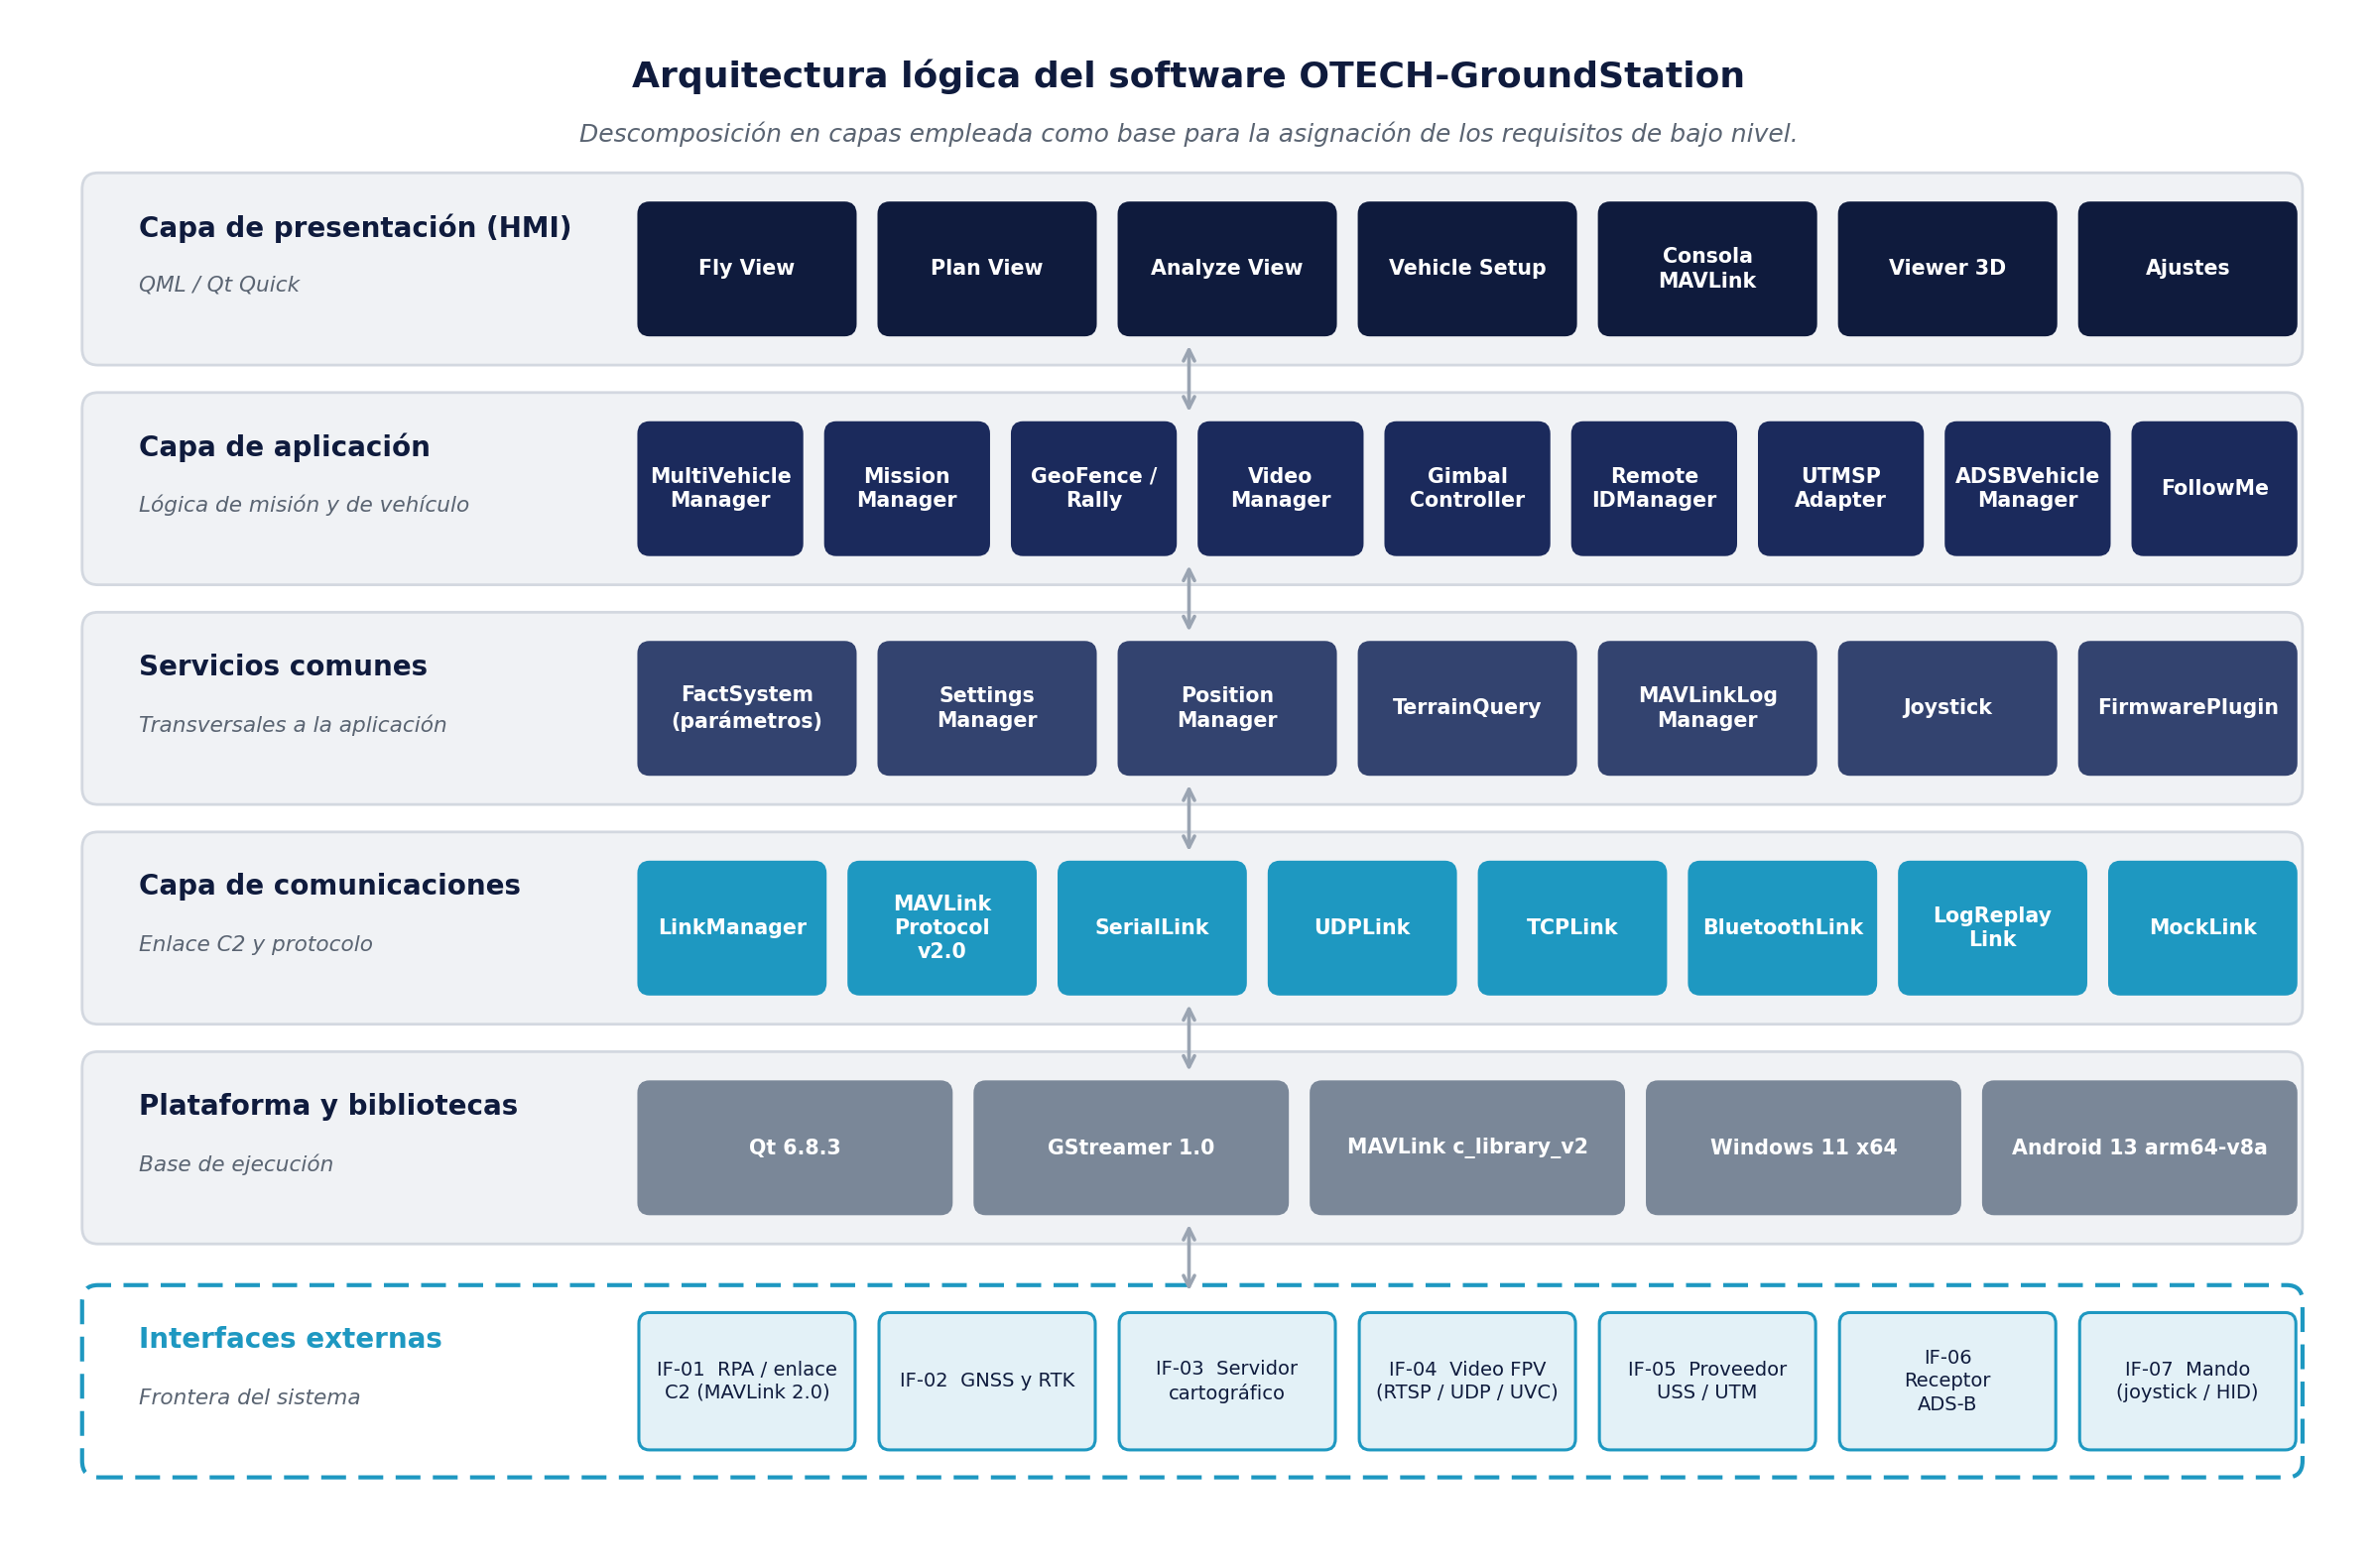 Arquitectura lógica del software OTECH-GroundStation
Descomposición en capas empleada como base para la asignación de los requisitos de bajo nivel.
Capa de presentación (HMI)
QML / Qt Quick
Fly View
Plan View
Analyze View
Vehicle Setup
Consola
MAVLink
Viewer 3D
Ajustes
Capa de aplicación
Lógica de misión y de vehículo
MultiVehicle
Manager
Mission
Manager
GeoFence /
Rally
Video
Manager
Gimbal
Controller
Remote
IDManager
UTMSP
Adapter
ADSBVehicle
Manager
FollowMe
Servicios comunes
Transversales a la aplicación
FactSystem
(parámetros)
Settings
Manager
Position
Manager
TerrainQuery
MAVLinkLog
Manager
Joystick
FirmwarePlugin
Capa de comunicaciones
Enlace C2 y protocolo
LinkManager
MAVLink
Protocol
v2.0
SerialLink
UDPLink
TCPLink
BluetoothLink
LogReplay
Link
MockLink
Plataforma y bibliotecas
Base de ejecución
Qt 6.8.3
GStreamer 1.0
MAVLink c_library_v2
Windows 11 x64
Android 13 arm64-v8a
Interfaces externas
Frontera del sistema
IF-01 RPA / enlace
C2 (MAVLink 2.0)
IF-02 GNSS y RTK
IF-03 Servidor
cartográfico
IF-04 Video FPV
(RTSP / UDP / UVC)
IF-05 Proveedor
USS / UTM
IF-06
Receptor
ADS-B
IF-07 Mando
(joystick / HID)